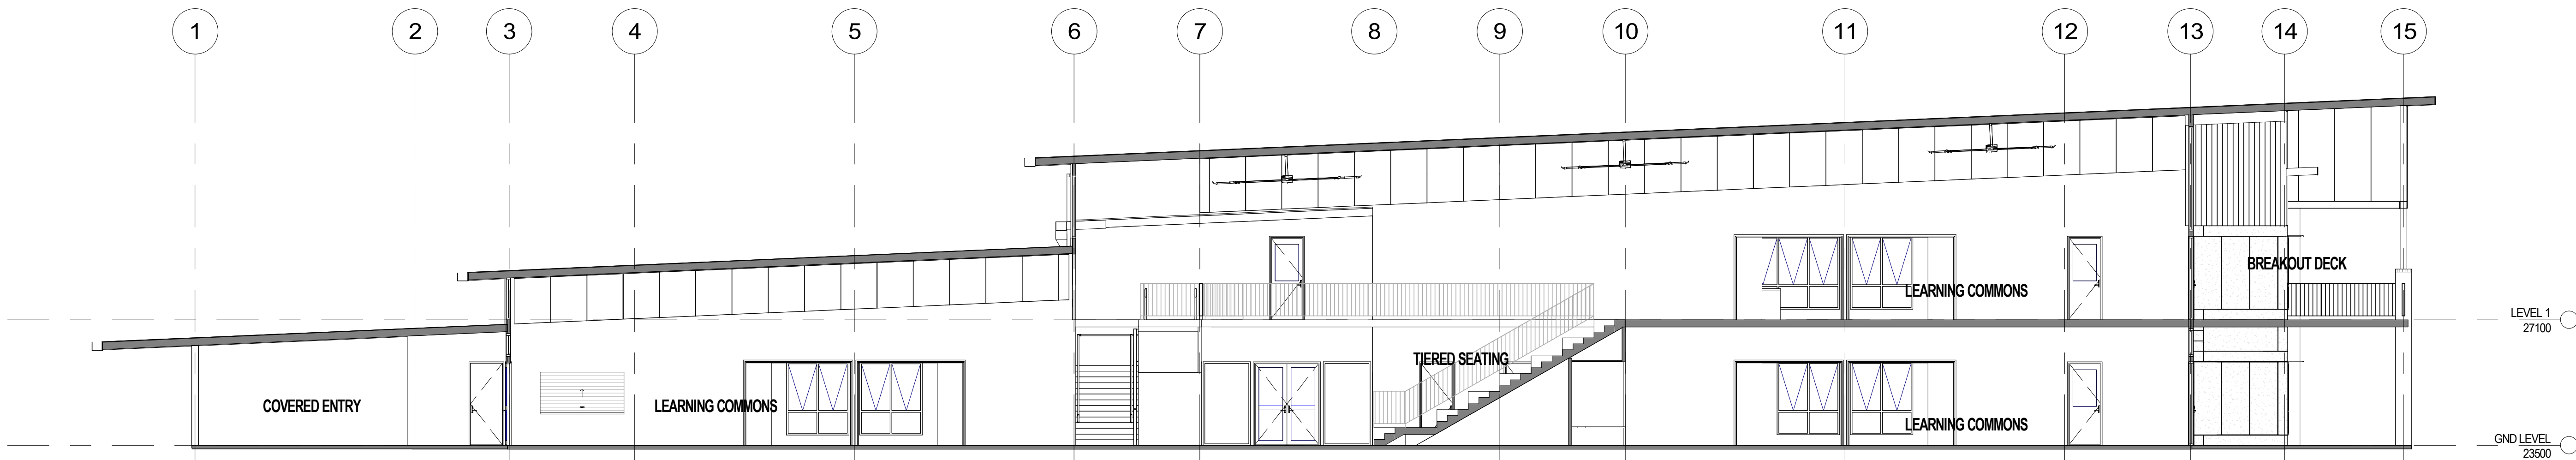 1
2
3
4
5
6
7
8
9
10
11
12
13
14
15
BREAKOUT DECK
LEARNING COMMONS
LEVEL 1
27100
TIERED SEATING
COVERED ENTRY
LEARNING COMMONS
LEARNING COMMONS
GND LEVEL
23500